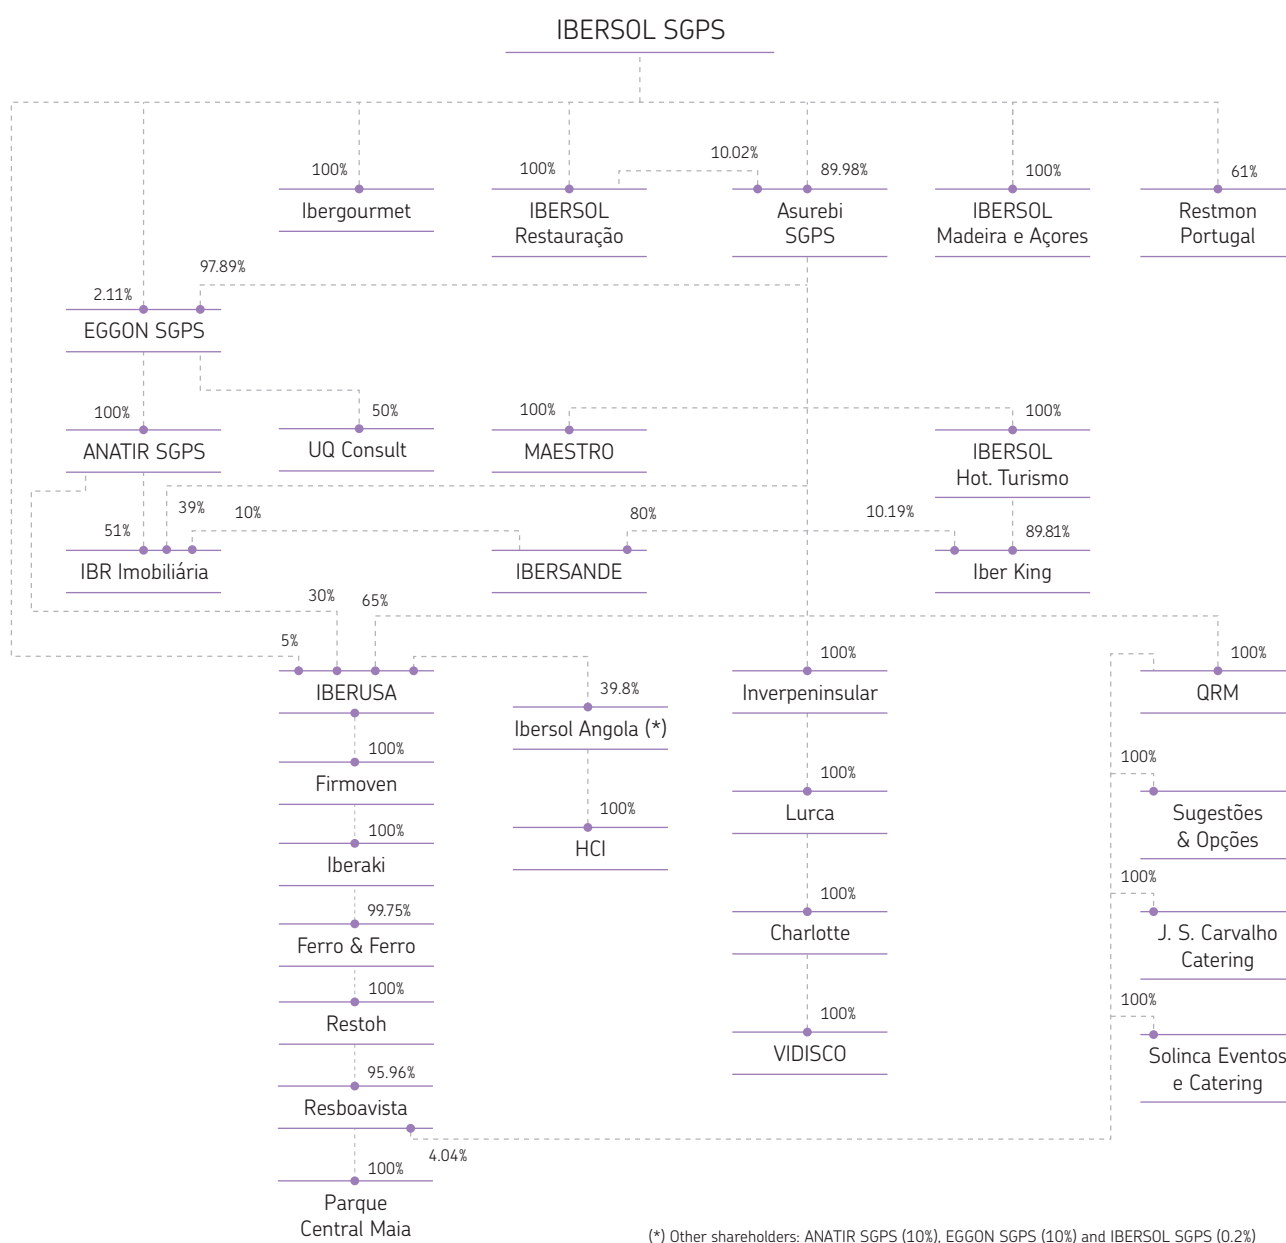 IBERSOL SGPS
10.02%
100%
100%
89.98%
100%
61%
Ibergourmet
IBERSOL
Restauração
Asurebi
SGPS
IBERSOL
Madeira e Açores
Restmon
Portugal
97.89%
2.11%
EGGON SGPS
100%
50%
100%
100%
ANATIR SGPS
UQ Consult
MAESTRO
IBERSOL
Hot. Turismo
39%
10%
80%
10.19%
51%
89.81%
IBR Imobiliária
IBERSANDE
Iber King
30%
65%
5%
100%
100%
IBERUSA
39.8%
Inverpeninsular
QRM
Ibersol Angola (*)
100%
100%
100%
Firmoven
Lurca
Sugestões
& Opções
100%
100%
HCI
Iberaki
100%
100%
99.75%
Charlotte
J. S. Carvalho
Catering
Ferro & Ferro
100%
100%
100%
Restoh
VIDISCO
Solinca Eventos
e Catering
95.96%
Resboavista
4.04%
100%
Parque
Central Maia
(*) Other shareholders: ANATIR SGPS (10%), EGGON SGPS (10%) and IBERSOL SGPS (0.2%)